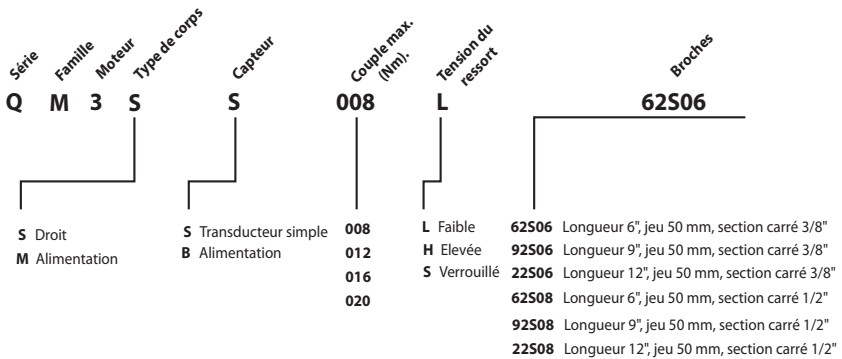 Série Famille Moteur Type de corps Capteur Couple max. (Nm). Tension du ressort Broches
Q M 3 S S 008 L 62S06
S Droit
M Alimentation
S Transducteur simple
B Alimentation
008
012
016
020
L Faible
H Elevée
S Verrouillé
62S06 Longueur 6", jeu 50 mm, section carré 3/8"
92S06 Longueur 9", jeu 50 mm, section carré 3/8"
22S06 Longueur 12", jeu 50 mm, section carré 3/8"
62S08 Longueur 6", jeu 50 mm, section carré 1/2"
92S08 Longueur 9", jeu 50 mm, section carré 1/2"
22S08 Longueur 12", jeu 50 mm, section carré 1/2"